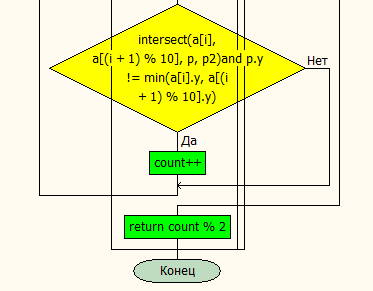 intersect(a[i],
a[(i + 1) % 10], p, p2)and p.y
!= min(a[i].y, a[(i
+ 1) % 10].y)
Нет
Да
count++
return count % 2
Конец